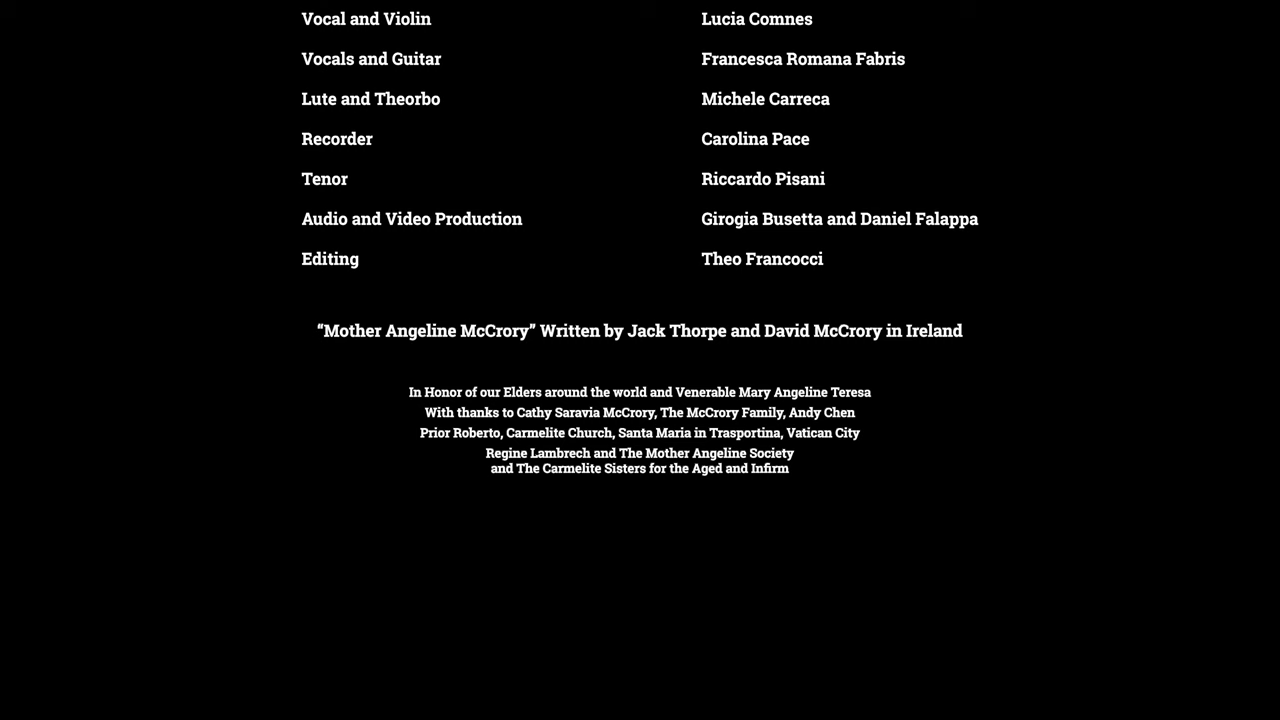 Vocal and Violin Lucia Comnes
Vocals and Guitar Francesca Romana Fabris
Lute and Theorbo Michele Carreca
Recorder Carolina Pace
Tenor Riccardo Pisani
Audio and Video Production Girogia Busetta and Daniel Falappa
Editing Theo Francocci
“Mother Angeline McCrory” Written by Jack Thorpe and David McCrory in Ireland
In Honor of our Elders around the world and Venerable Mary Angeline Teresa
With thanks to Cathy Saravia McCrory, The McCrory Family, Andy Chen
Prior Roberto, Carmelite Church, Santa Maria in Trasportina, Vatican City
Regine Lambrech and The Mother Angeline Society
and The Carmelite Sisters for the Aged and Infirm